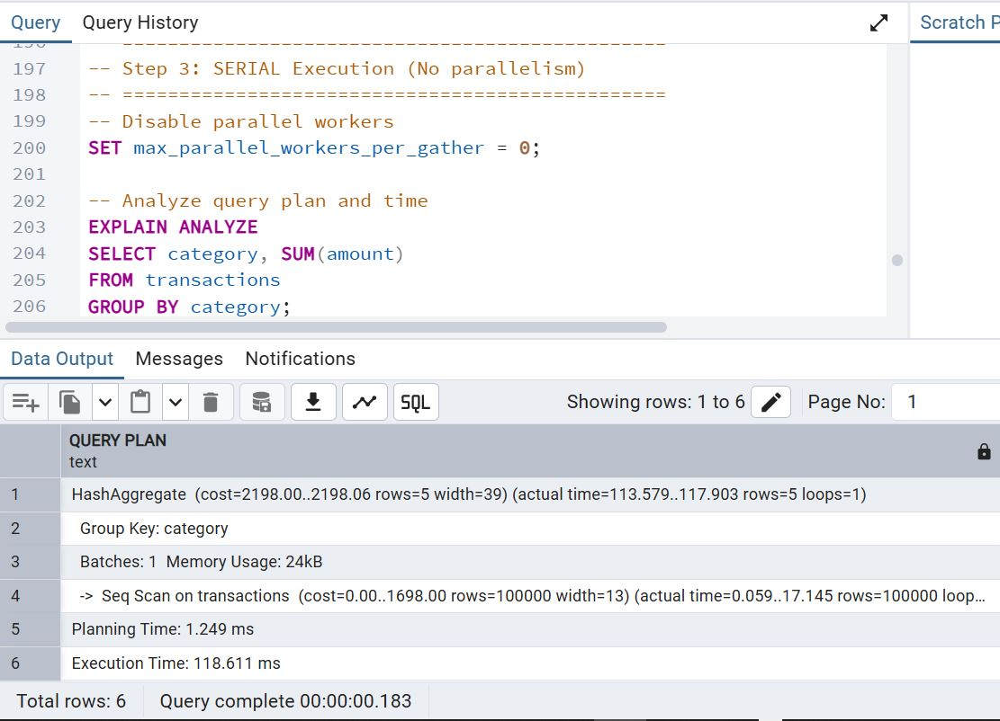 Query Query History Scratch P
196 -- ================================================
197 -- Step 3: SERIAL Execution (No parallelism)
198 -- ================================================
199 -- Disable parallel workers
200 SET max_parallel_workers_per_gather = 0;
201
202 -- Analyze query plan and time
203 EXPLAIN ANALYZE
204 SELECT category, SUM(amount)
205 FROM transactions
206 GROUP BY category;
Data Output Messages Notifications
SQL Showing rows: 1 to 6 Page No: 1
QUERY PLAN
text
1 HashAggregate (cost=2198.00..2198.06 rows=5 width=39) (actual time=113.579..117.903 rows=5 loops=1)
2 Group Key: category
3 Batches: 1 Memory Usage: 24kB
4 -> Seq Scan on transactions (cost=0.00..1698.00 rows=100000 width=13) (actual time=0.059..17.145 rows=100000 loop...
5 Planning Time: 1.249 ms
6 Execution Time: 118.611 ms
Total rows: 6 Query complete 00:00:00.183